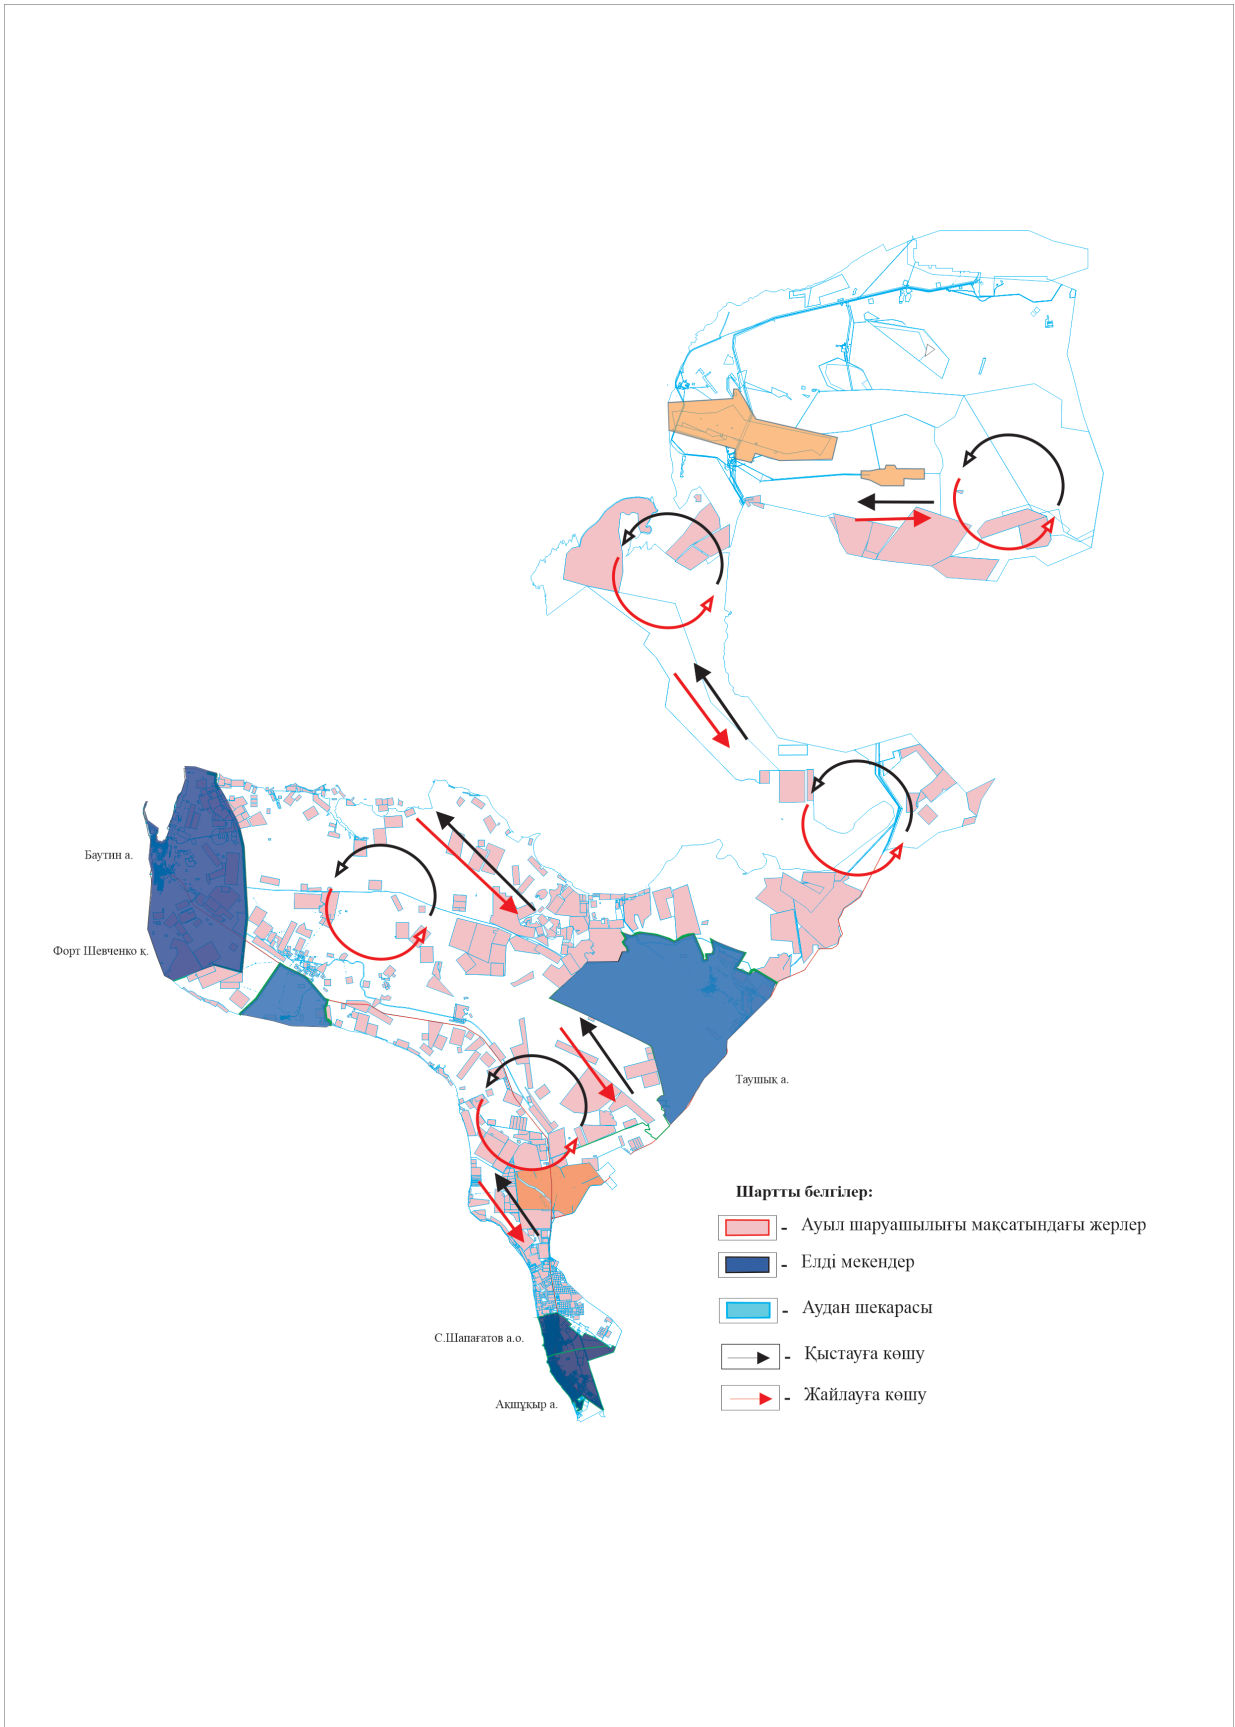 Баутин а.
Форт Шевченко қ.
Таушық а.
Шартты белгілер:
- Ауыл шаруашылығы мақсатындағы жерлер
- Елді мекендер
- Аудан шекарасы
- Қыстауға көшу
- Жайлауға көшу
С.Шапағатов а.о.
Ақшұқыр а.